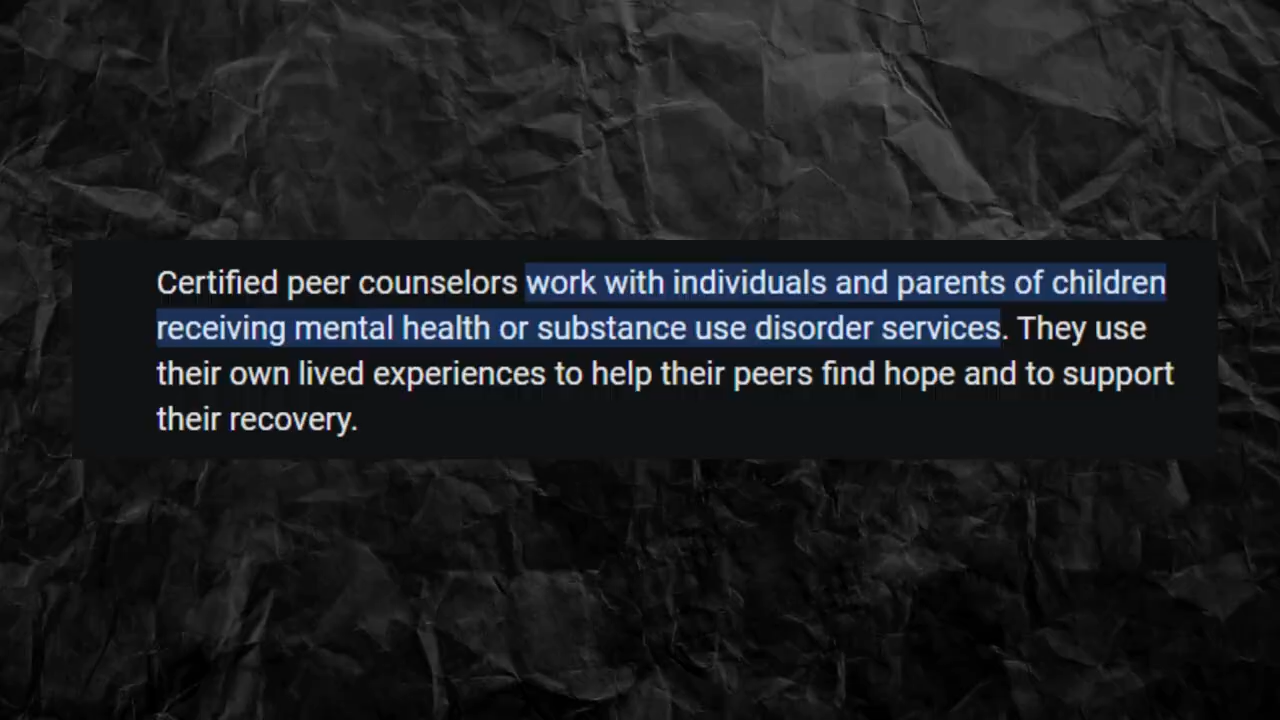 Certified peer counselors work with individuals and parents of children
receiving mental health or substance use disorder services. They use
their own lived experiences to help their peers find hope and to support
their recovery.